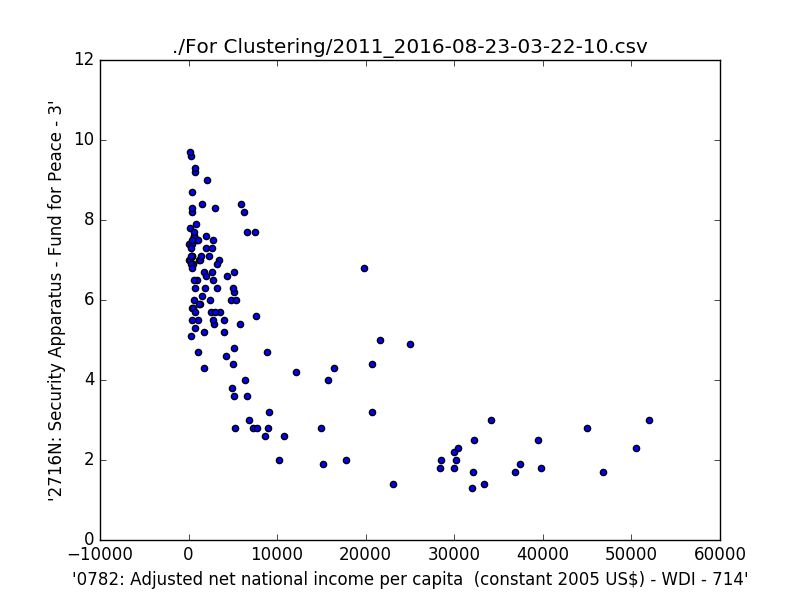 ./For Clustering/2011_2016-08-23-03-22-10.csv
'2716N: Security Apparatus - Fund for Peace - 3'
12
10
8
6
4
2
0
−10000 0 10000 20000 30000 40000 50000 60000
'0782: Adjusted net national income per capita  (constant 2005 US$) - WDI - 714'